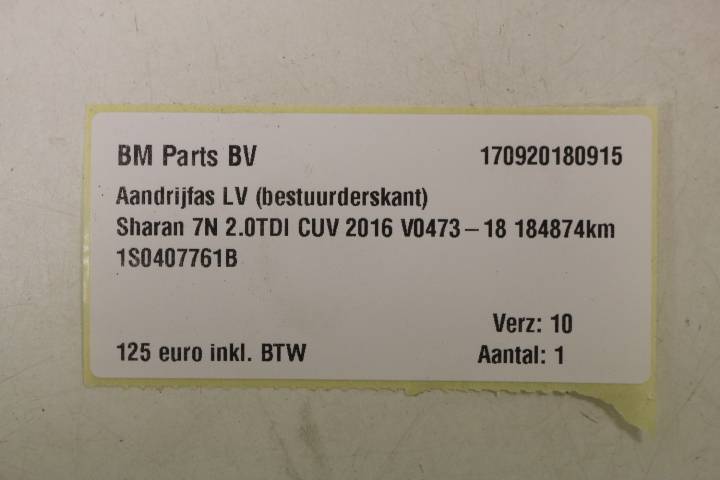 BM Parts BV 170920180915
Aandrijfas LV (bestuurderskant)
Sharan 7N 2.0TDI CUV 2016 V0473-18 184874km
1S0407761B
Verz: 10
125 euro inkl. BTW Aantal: 1